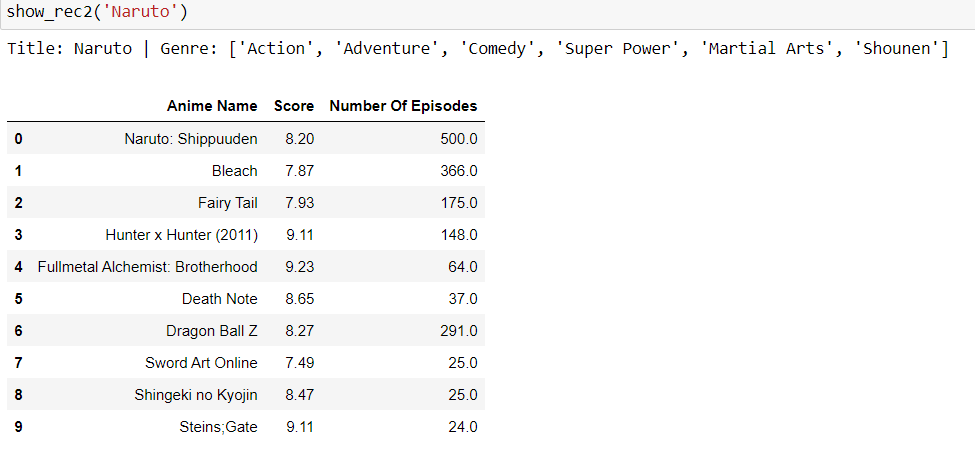 show_rec2('Naruto')
Title: Naruto | Genre: ['Action', 'Adventure', 'Comedy', 'Super Power', 'Martial Arts', 'Shounen']
Anime Name Score Number Of Episodes
0 Naruto: Shippuuden 8.20 500.0
1 Bleach 7.87 366.0
2 Fairy Tail 7.93 175.0
3 Hunter x Hunter (2011) 9.11 148.0
4 Fullmetal Alchemist: Brotherhood 9.23 64.0
5 Death Note 8.65 37.0
6 Dragon Ball Z 8.27 291.0
7 Sword Art Online 7.49 25.0
8 Shingeki no Kyojin 8.47 25.0
9 Steins;Gate 9.11 24.0